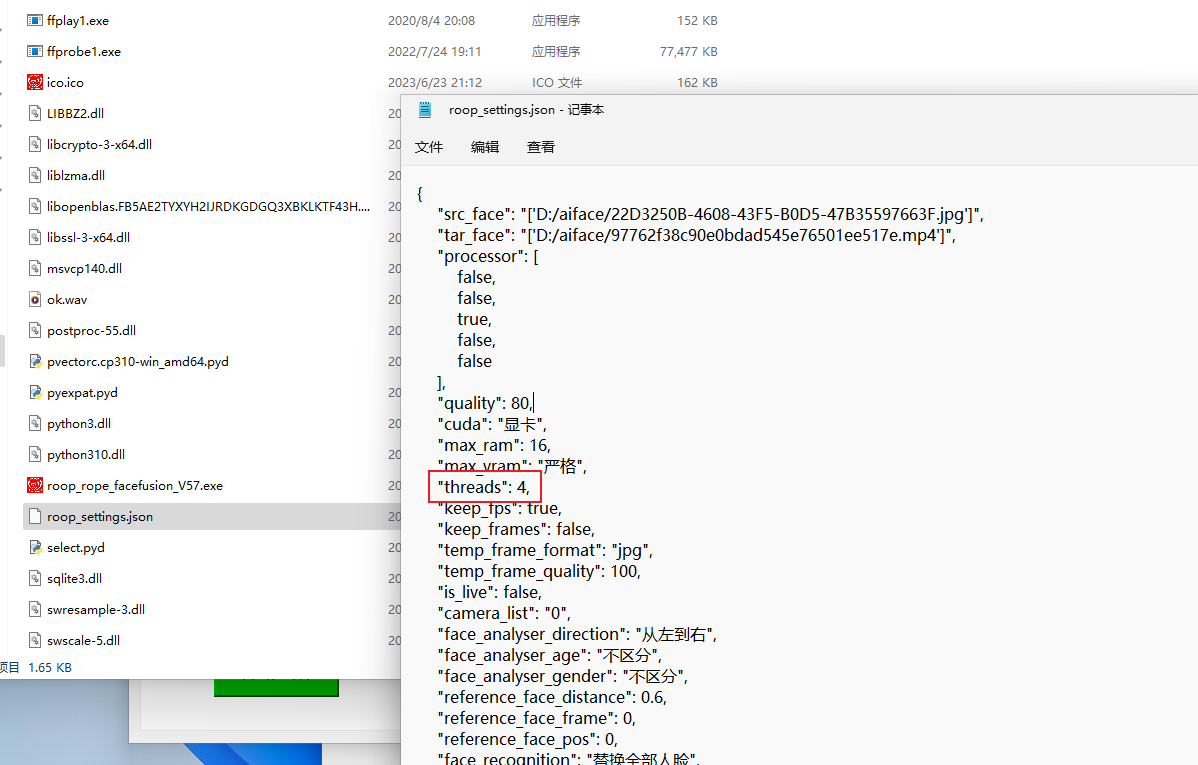 ffplay1.exe 2020/8/4 20:08 应用程序 152 KB
ffprobe1.exe 2022/7/24 19:11 应用程序 77,477 KB
ico.ico 2023/6/23 21:12 ICO 文件 162 KB
LIBBZ2.dll 20
libcrypto-3-x64.dll 20
liblzma.dll 20
libopenblas.FB5AE2TYXYH2IJRDKGDGQ3XBKLKTF43H.... 20
libssl-3-x64.dll 20
msvcp140.dll 20
ok.wav 20
postproc-55.dll 20
pvectorc.cp310-win_amd64.pyd 20
pyexpat.pyd 20
python3.dll 20
python310.dll 20
roop_rope_facefusion_V57.exe 20
roop_settings.json 20
select.pyd 20
sqlite3.dll 20
swresample-3.dll 20
swscale-5.dll 20
项目 1.65 KB
roop_settings.json - 记事本
文件 编辑 查看
{
"src_face": "['D:/aiface/22D3250B-4608-43F5-B0D5-47B35597663F.jpg']",
"tar_face": "['D:/aiface/97762f38c90e0bdad545e76501ee517e.mp4']",
"processor": [
false,
false,
true,
false,
false
],
"quality": 80,
"cuda": "显卡",
"max_ram": 16,
"max_vram": "严格",
"threads": 4,
"keep_fps": true,
"keep_frames": false,
"temp_frame_format": "jpg",
"temp_frame_quality": 100,
"is_live": false,
"camera_list": "0",
"face_analyser_direction": "从左到右",
"face_analyser_age": "不区分",
"face_analyser_gender": "不区分",
"reference_face_distance": 0.6,
"reference_face_frame": 0,
"reference_face_pos": 0,
"face_recognition": "替换全部人脸",